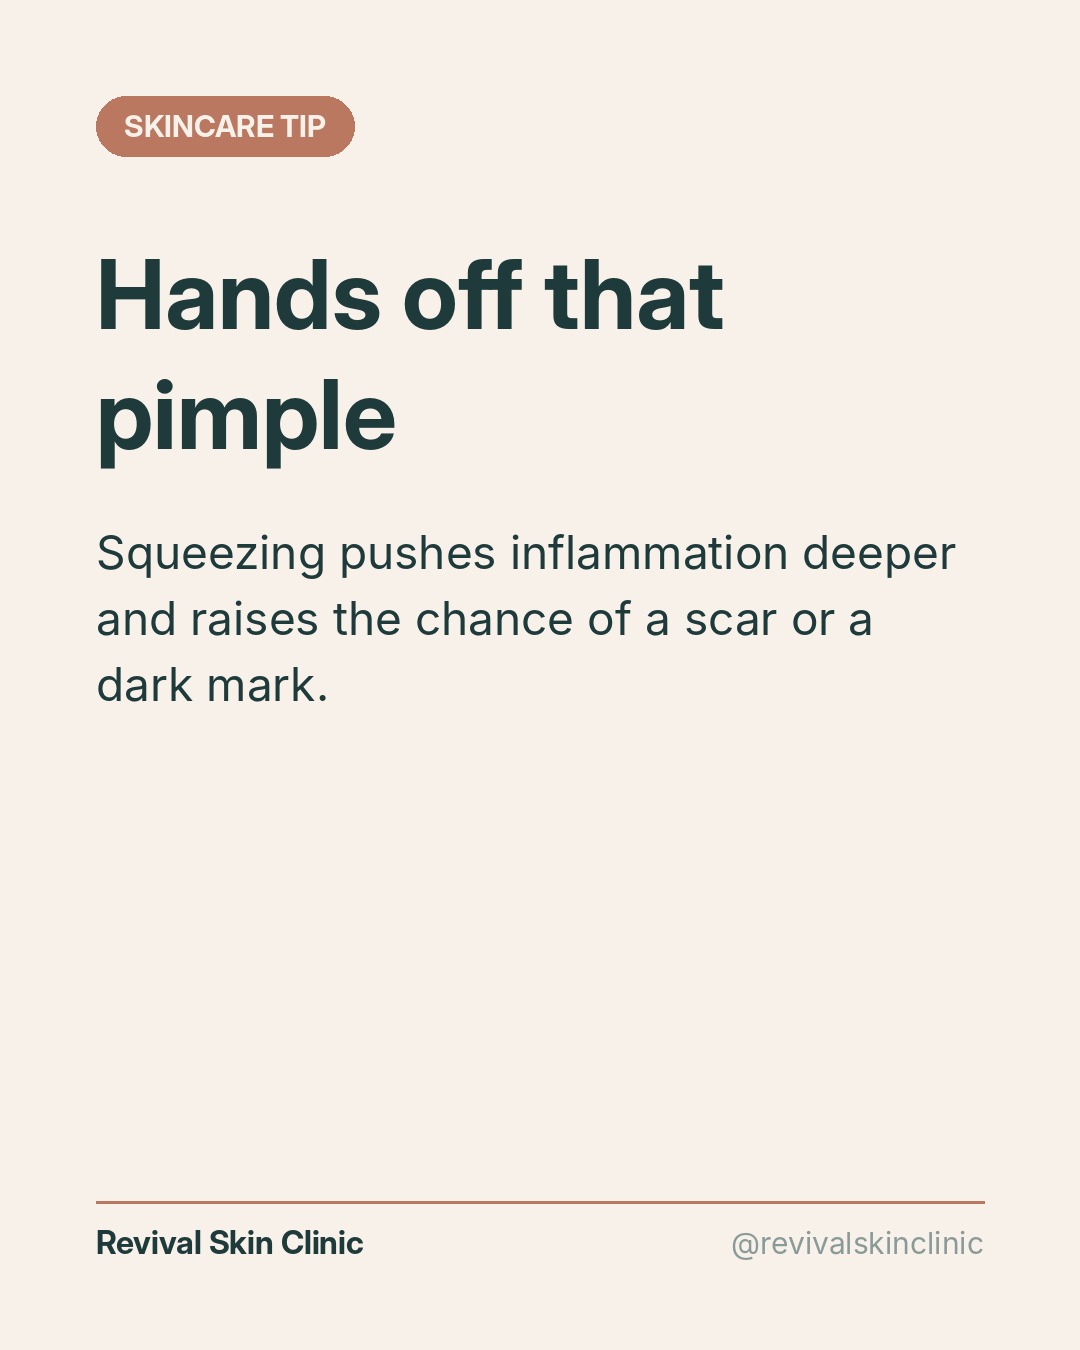 SKINCARE TIP
Hands off that
pimple
Squeezing pushes inflammation deeper
and raises the chance of a scar or a
dark mark.
Revival Skin Clinic
@revivalskinclinic